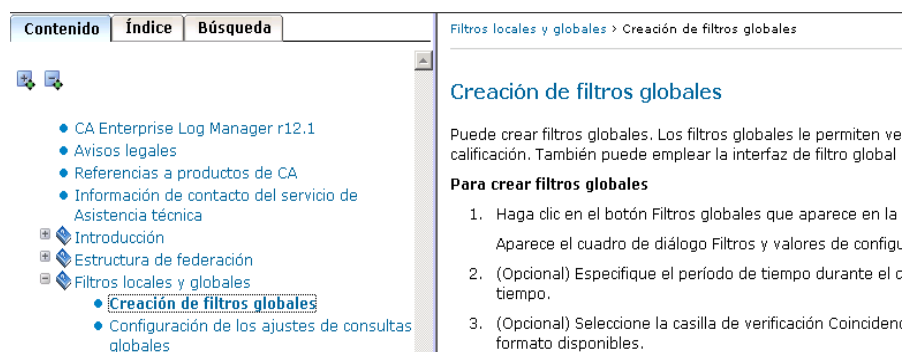 Contenido Índice Búsqueda
CA Enterprise Log Manager r12.1
Avisos legales
Referencias a productos de CA
Información de contacto del servicio de
Asistencia técnica
Introducción
Estructura de federación
Filtros locales y globales
Creación de filtros globales
Configuración de los ajustes de consultas
globales
Filtros locales y globales > Creación de filtros globales
Creación de filtros globales
Puede crear filtros globales. Los filtros globales le permiten ve
calificación. También puede emplear la interfaz de filtro global
Para crear filtros globales
1. Haga clic en el botón Filtros globales que aparece en la
Aparece el cuadro de diálogo Filtros y valores de configu
2. (Opcional) Especifique el período de tiempo durante el c
tiempo.
3. (Opcional) Seleccione la casilla de verificación Coinciden
formato disponibles.